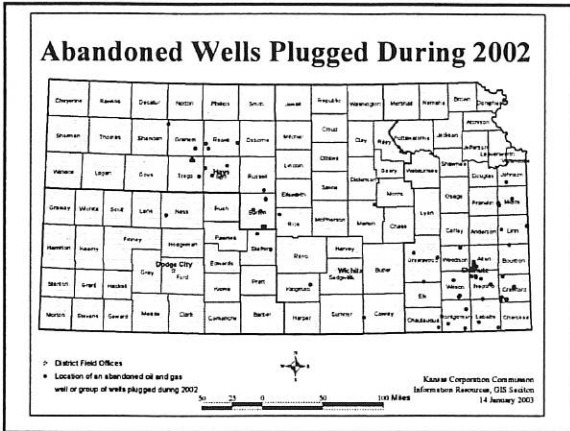 Abandoned Wells Plugged During 2002
Cheyenne Rawlins Decatur Norton Phillips Smith Jewell Republic Washington Marshall Nemaha Brown Doniphan
Sherman Thomas Sheridan Graham Rooks Osborne Mitchell Cloud Clay Riley Pottawatomie Jackson Atchison
Jefferson Leavenworth
Wallace Logan Gove Trego Hays Ellis Russell Lincoln Ottawa Saline Dickinson Geary Wabaunsee Shawnee Douglas Johnson
Ellsworth Morris Osage Franklin Miami
Greeley Wichita Scott Lane Ness Rush Barton Rice McPherson Marion Chase Lyon Coffey Anderson Linn
Hamilton Kearny Finney Hodgeman Pawnee Stafford Reno Harvey Butler Greenwood Woodson Allen Bourbon
Dodge City Wichita Chanute
Gray Ford Edwards Sedgwick
Stanton Grant Haskell Kiowa Pratt Kingman Elk Wilson Neosho Crawford
Morton Stevens Seward Meade Clark Comanche Barber Harper Sumner Cowley Chautauqua Montgomery Labette Cherokee
District Field Offices
Location of an abandoned oil and gas
well or group of wells plugged during 2002
N
S
50 25 0 50 100 Miles
Kansas Corporation Commission
Information Resources, GIS Section
14 January 2003